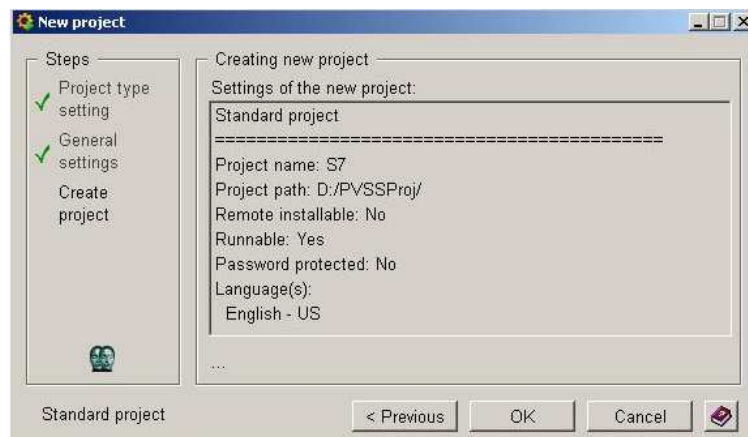 New project
Steps
Project type
setting
General
settings
Create
project
Creating new project
Settings of the new project:
Standard project
===========================================
Project name: S7
Project path: D:/PVSSProj/
Remote installable: No
Runnable: Yes
Password protected: No
Language(s):
English - US
...
Standard project
< Previous
OK
Cancel